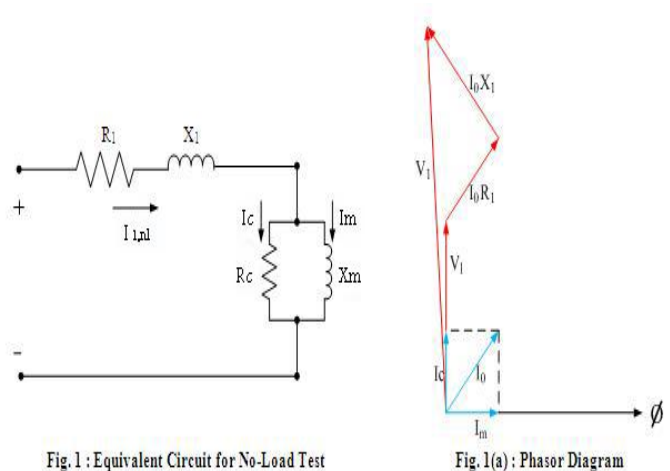 R1
X1
+
I 1,nl
Ic
Im
Rc
Xm
-
Fig. 1 : Equivalent Circuit for No-Load Test
I0X1
V1
I0R1
V1
Ic
I0
Im
Ø
Fig. 1(a) : Phasor Diagram